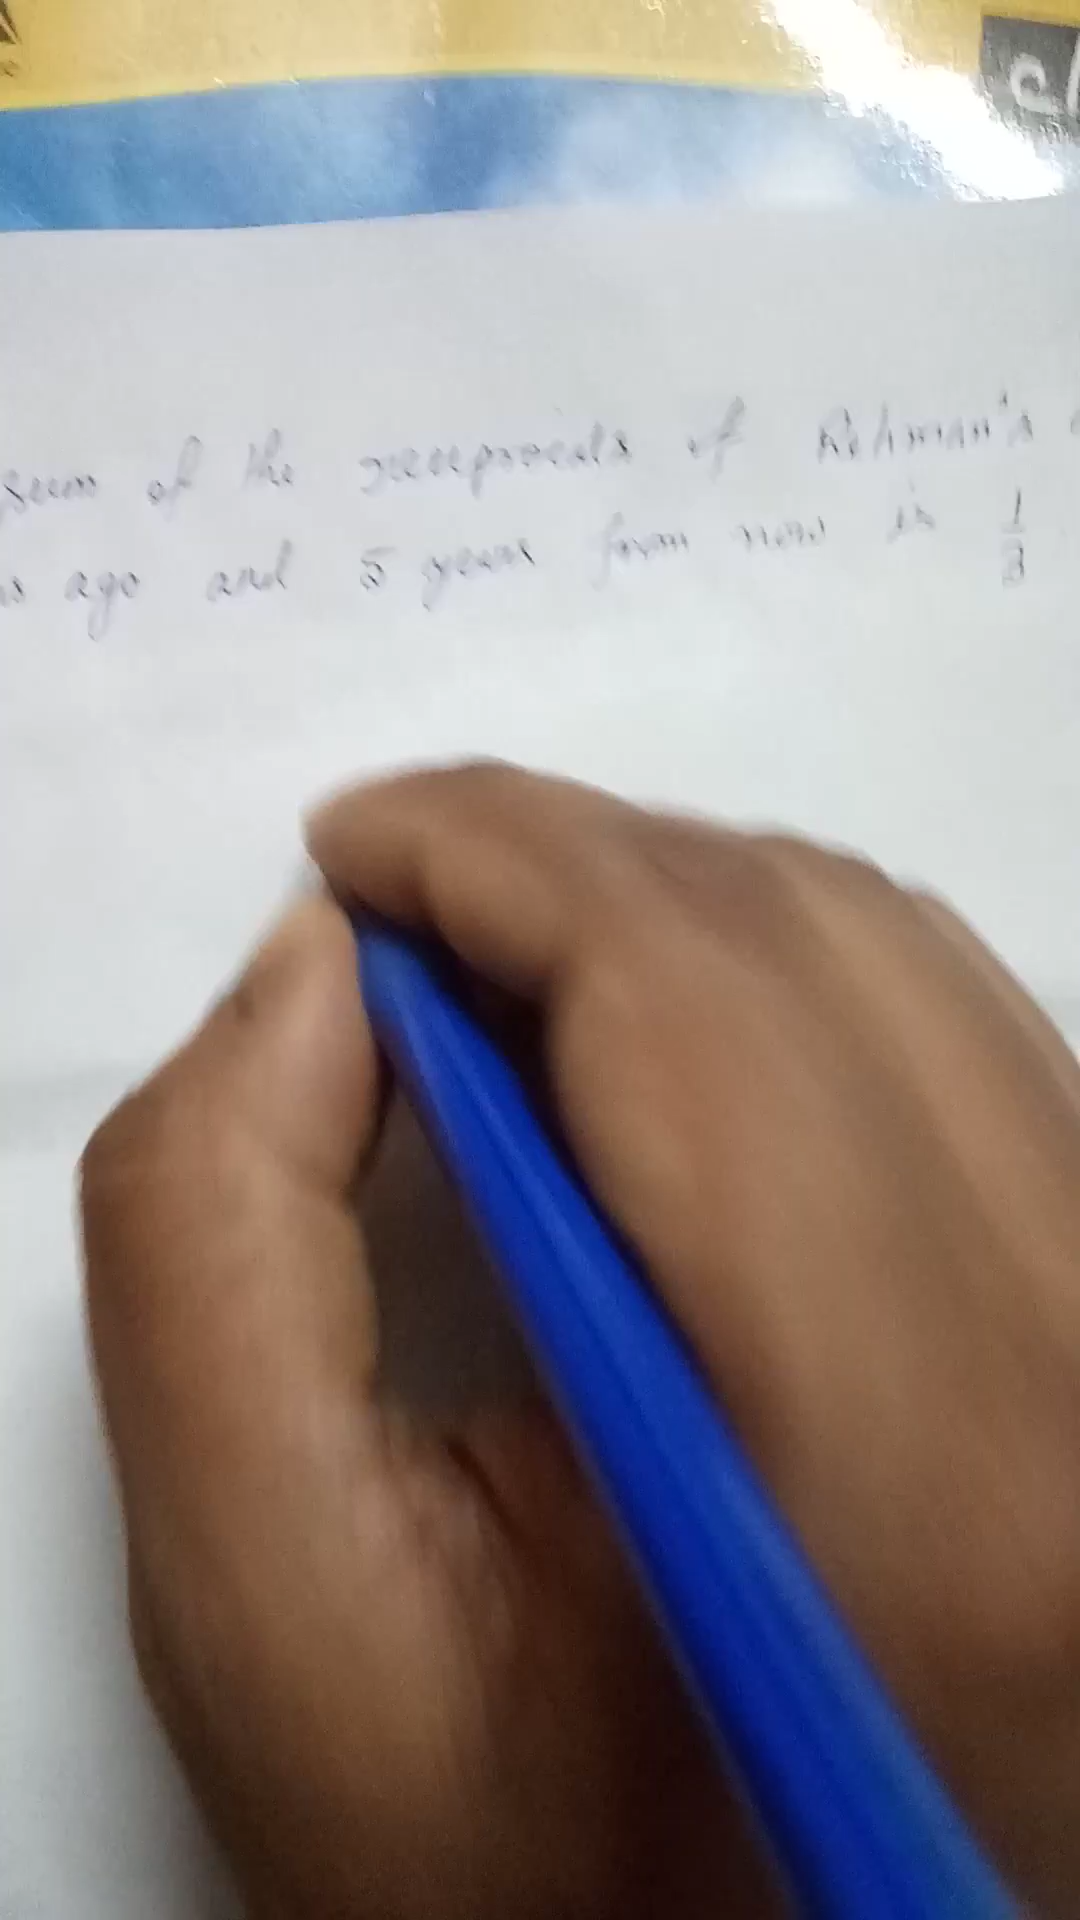 sum of the reciprocals of Rehman's
ago and 5 years from now is 1/3